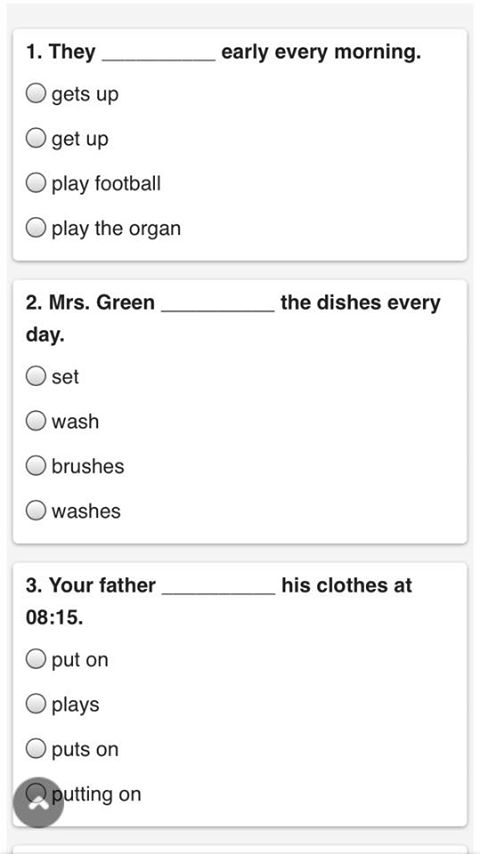 1. They __________ early every morning.
gets up
get up
play football
play the organ
2. Mrs. Green __________ the dishes every
day.
set
wash
brushes
washes
3. Your father __________ his clothes at
08:15.
put on
plays
puts on
putting on